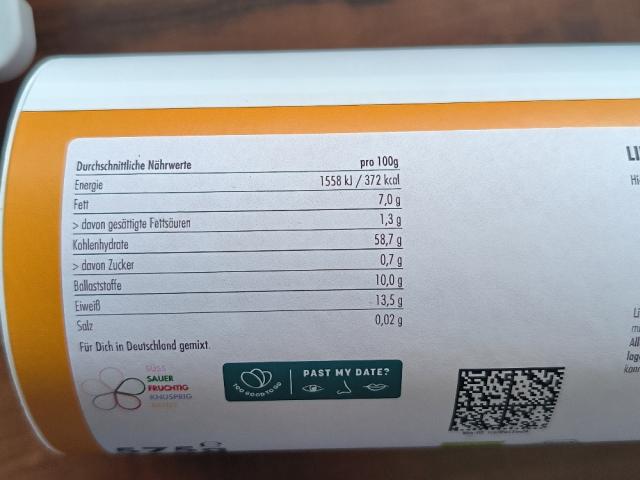 Durchschnittliche Nährwerte pro 100g
Energie 1558 kJ / 372 kcal
Fett 7,0 g
> davon gesättigte Fettsäuren 1,3 g
Kohlenhydrate 58,7 g
> davon Zucker 0,7 g
Ballaststoffe 10,0 g
Eiweiß 13,5 g
Salz 0,02 g
Für Dich in Deutschland gemixt.
SÜSS
SAUER
FRUCHTIG
KNUSPRIG
TOO GOOD TO GO
PAST MY DATE?
575g